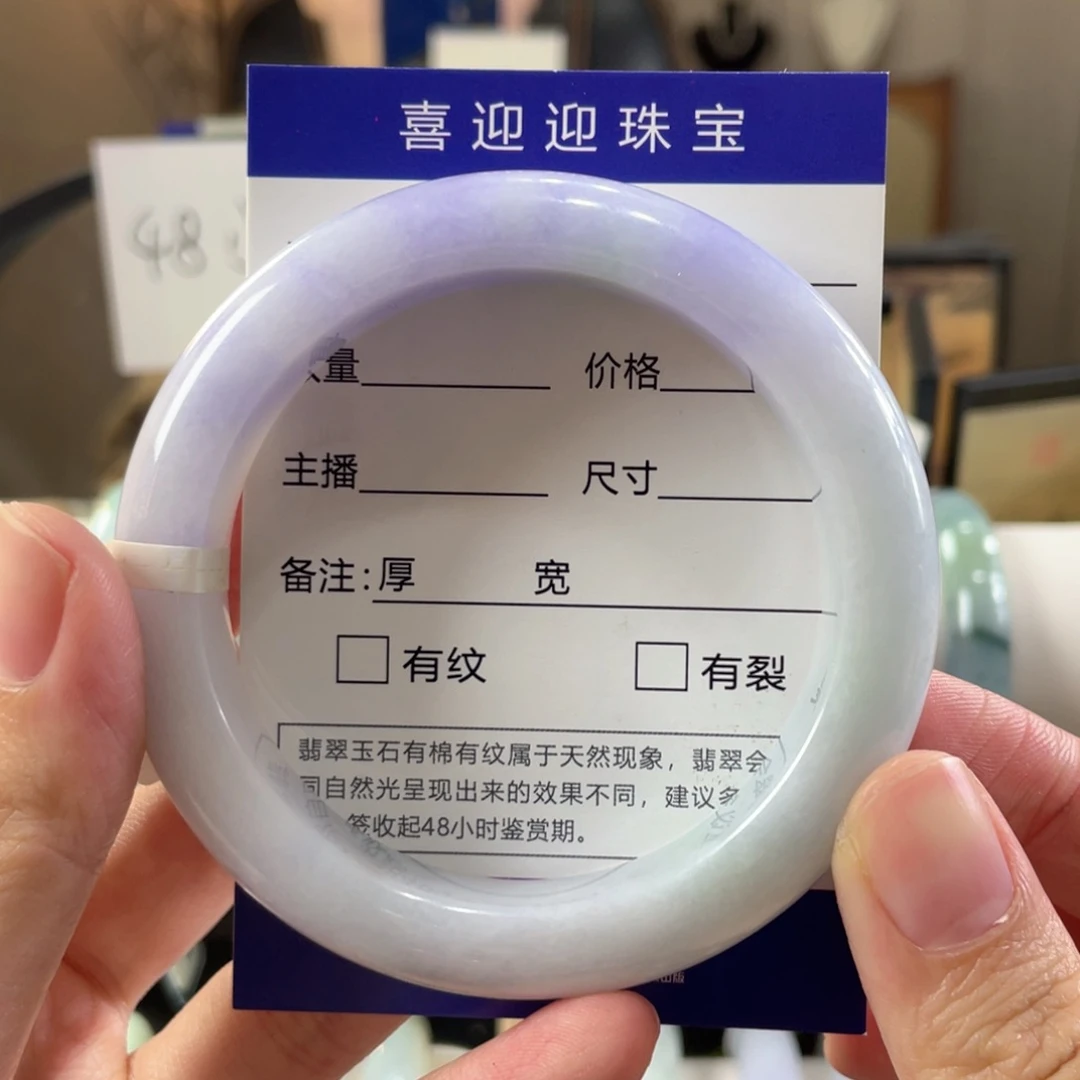 喜迎迎珠宝
48
量 价格
主播 尺寸
备注:厚 宽
有纹 有裂
翡翠玉石有棉有纹属于天然现象，翡翠会
同自然光呈现出来的效果不同，建议多
签收起48小时鉴赏期。